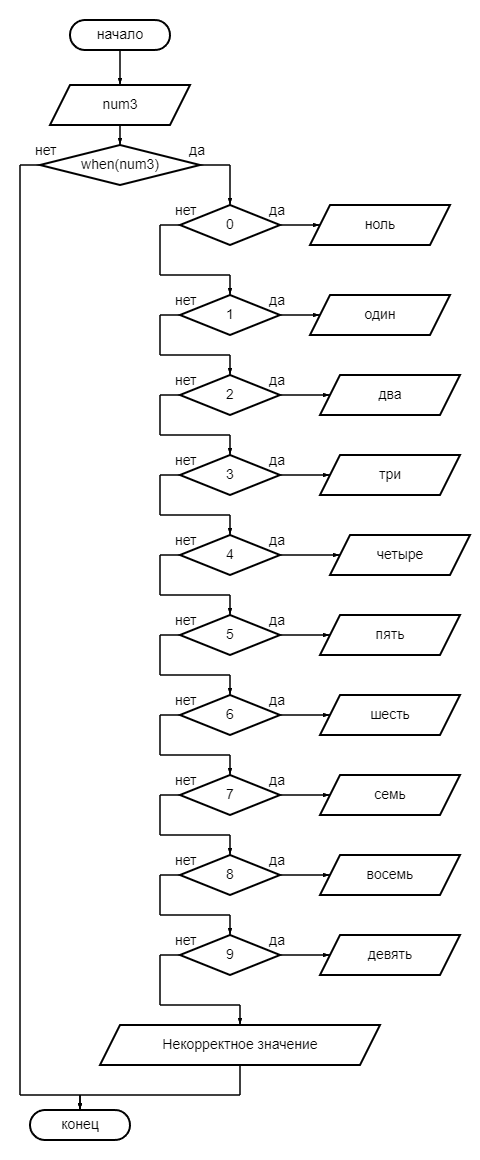 начало
num3
нет
да
when(num3)
нет
да
0
ноль
нет
да
1
один
нет
да
2
два
нет
да
3
три
нет
да
4
четыре
нет
да
5
пять
нет
да
6
шесть
нет
да
7
семь
нет
да
8
восемь
нет
да
9
девять
Некорректное значение
конец